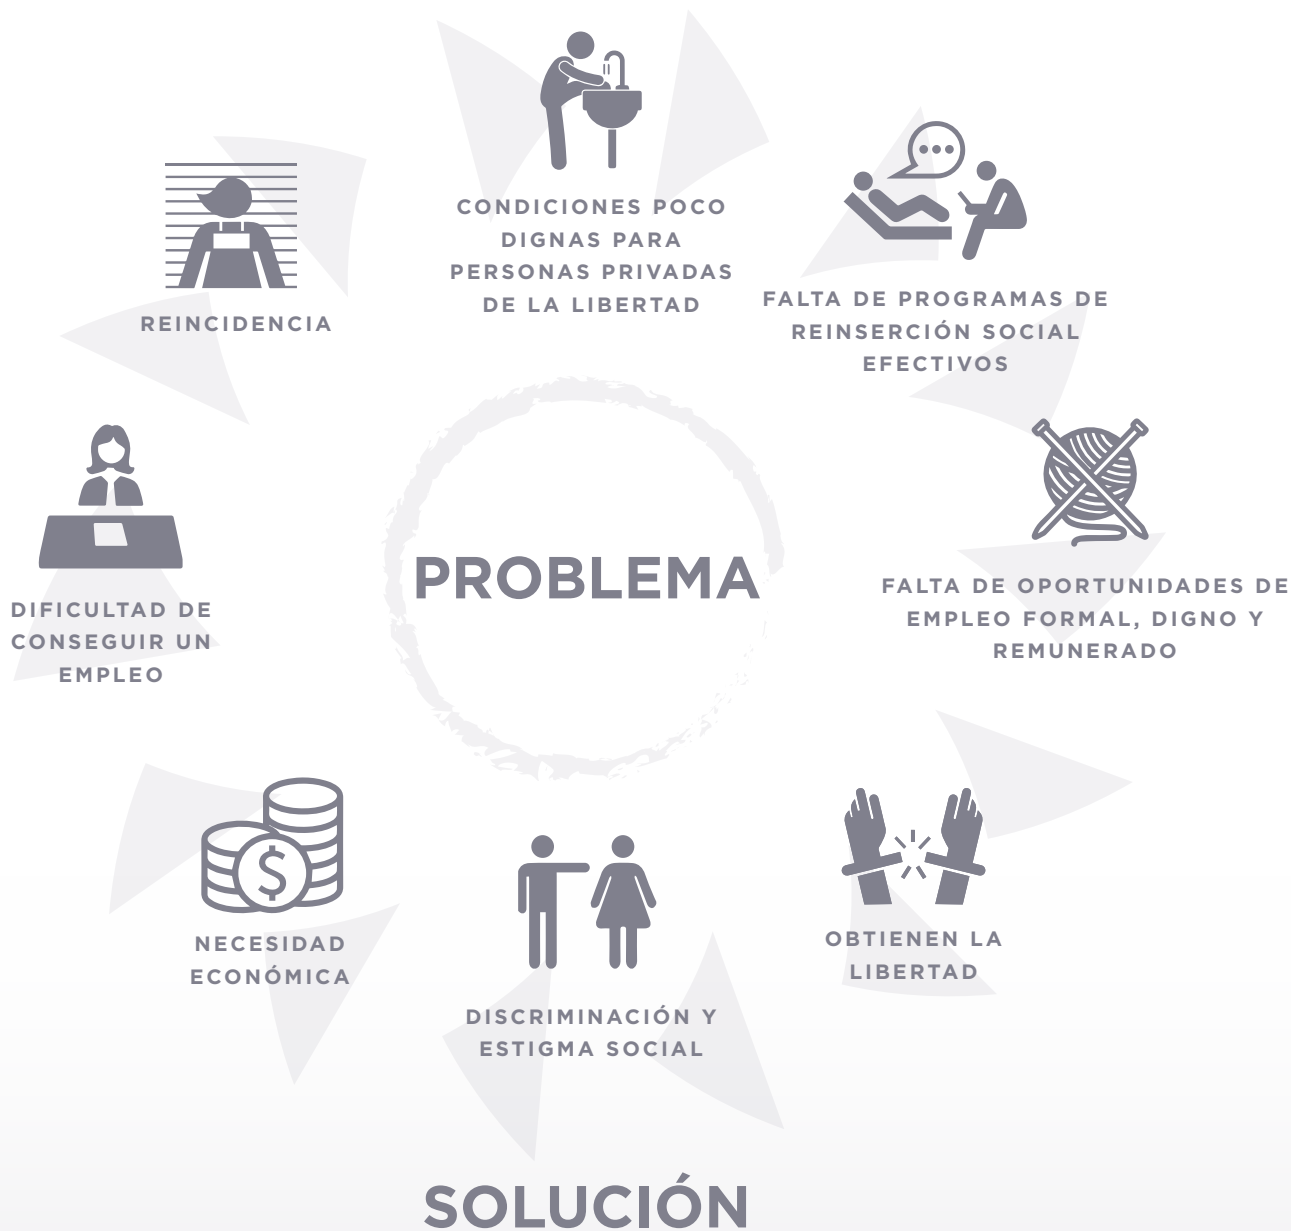 CONDICIONES POCO
DIGNAS PARA
PERSONAS PRIVADAS
DE LA LIBERTAD
FALTA DE PROGRAMAS DE
REINSERCIÓN SOCIAL
EFECTIVOS
FALTA DE OPORTUNIDADES DE
EMPLEO FORMAL, DIGNO Y
REMUNERADO
OBTIENEN LA
LIBERTAD
DISCRIMINACIÓN Y
ESTIGMA SOCIAL
NECESIDAD
ECONÓMICA
DIFICULTAD DE
CONSEGUIR UN
EMPLEO
REINCIDENCIA
PROBLEMA
$
SOLUCIÓN